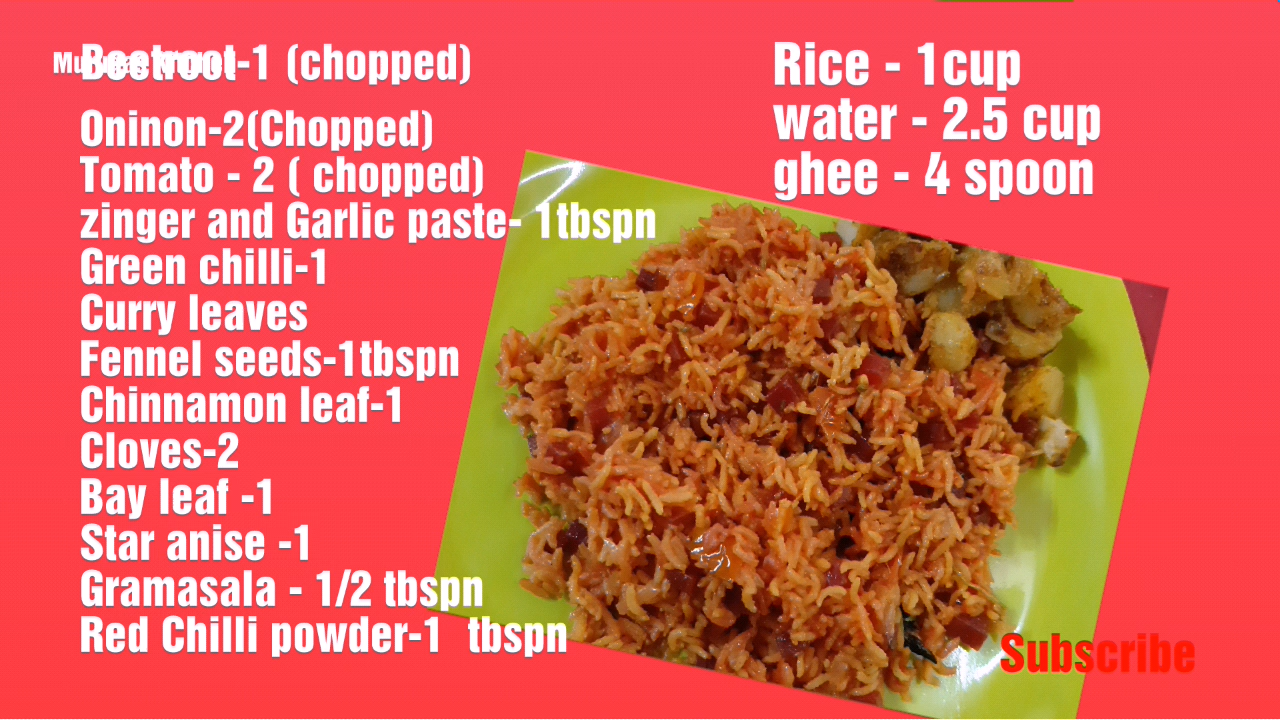 Beetroot-1 (chopped)
Oninon-2(Chopped)
Tomato - 2 ( chopped)
zinger and Garlic paste- 1tbspn
Green chilli-1
Curry leaves
Fennel seeds-1tbspn
Chinnamon leaf-1
Cloves-2
Bay leaf -1
Star anise -1
Gramasala - 1/2 tbspn
Red Chilli powder-1 tbspn
Rice - 1cup
water - 2.5 cup
ghee - 4 spoon
Subscribe